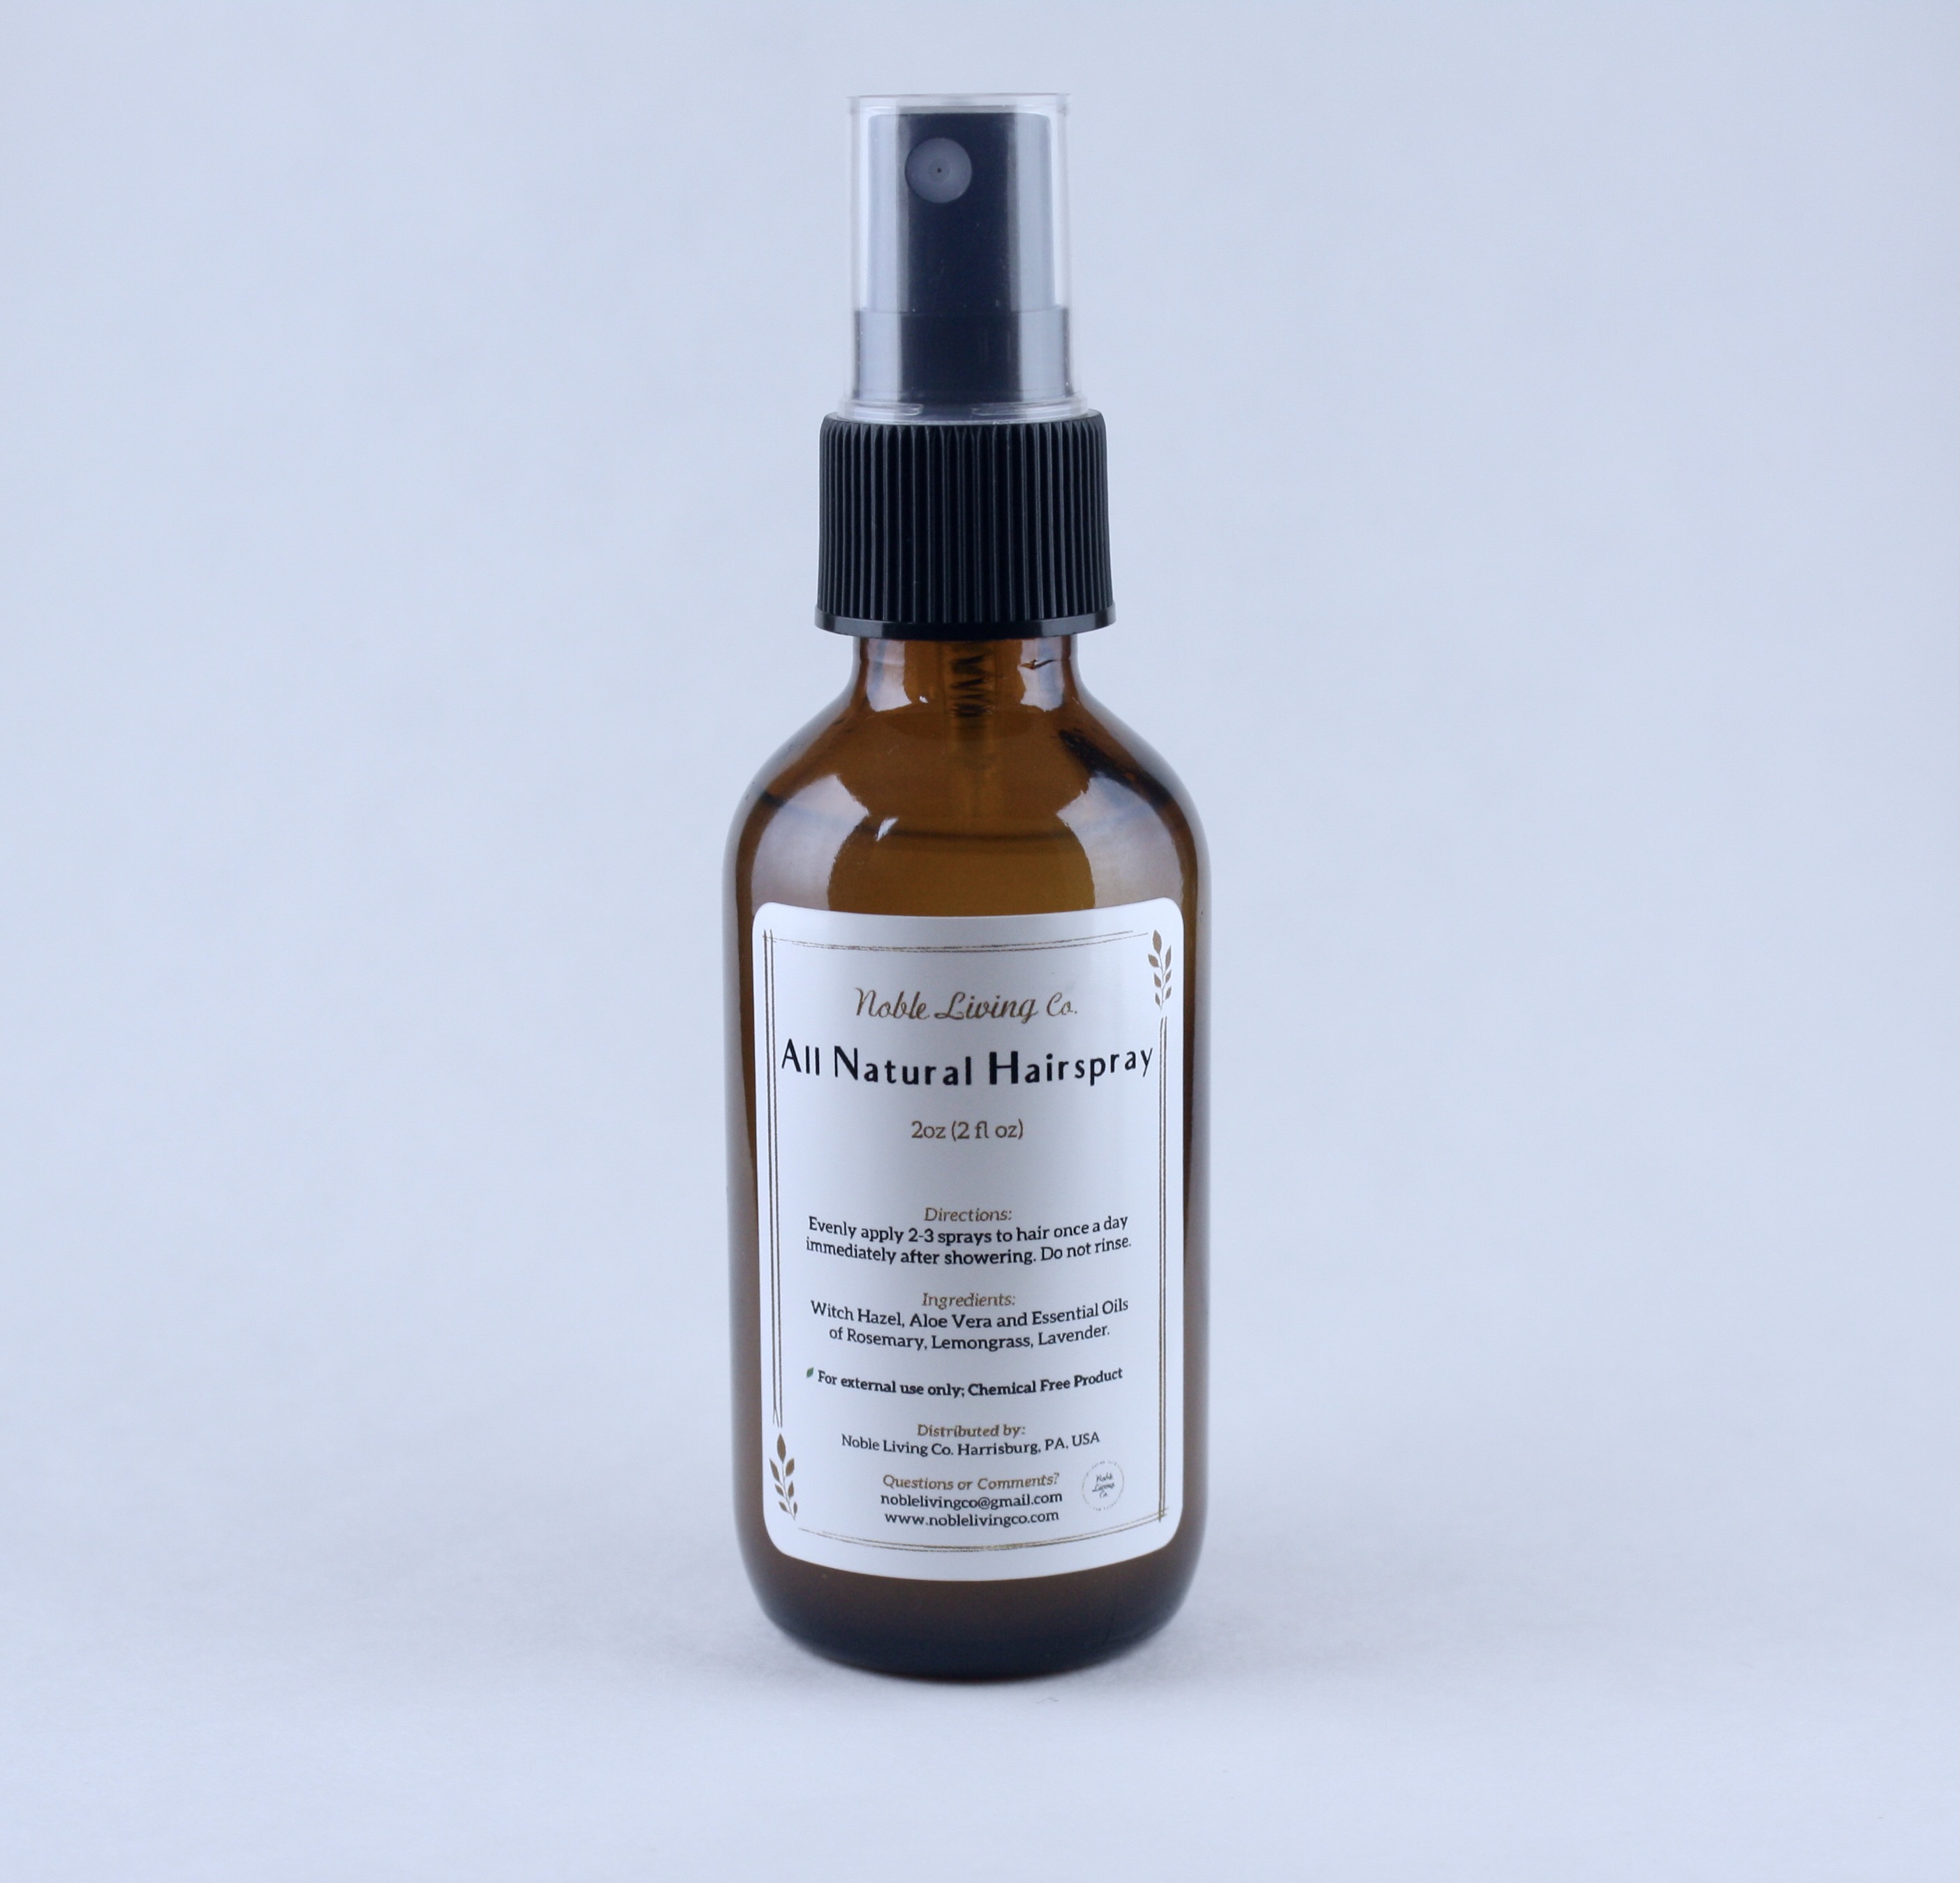 Noble Living Co.
All Natural Hairspray
2oz (2 fl oz)
Directions:
Evenly apply 2-3 sprays to hair once a day
immediately after showering. Do not rinse.
Ingredients:
Witch Hazel, Aloe Vera and Essential Oils
of Rosemary, Lemongrass, Lavender.
For external use only; Chemical Free Product
Distributed by:
Noble Living Co. Harrisburg, PA, USA
Questions or Comments?
noblelivingco@gmail.com
www.noblelivingco.com
Noble
Living
Co.